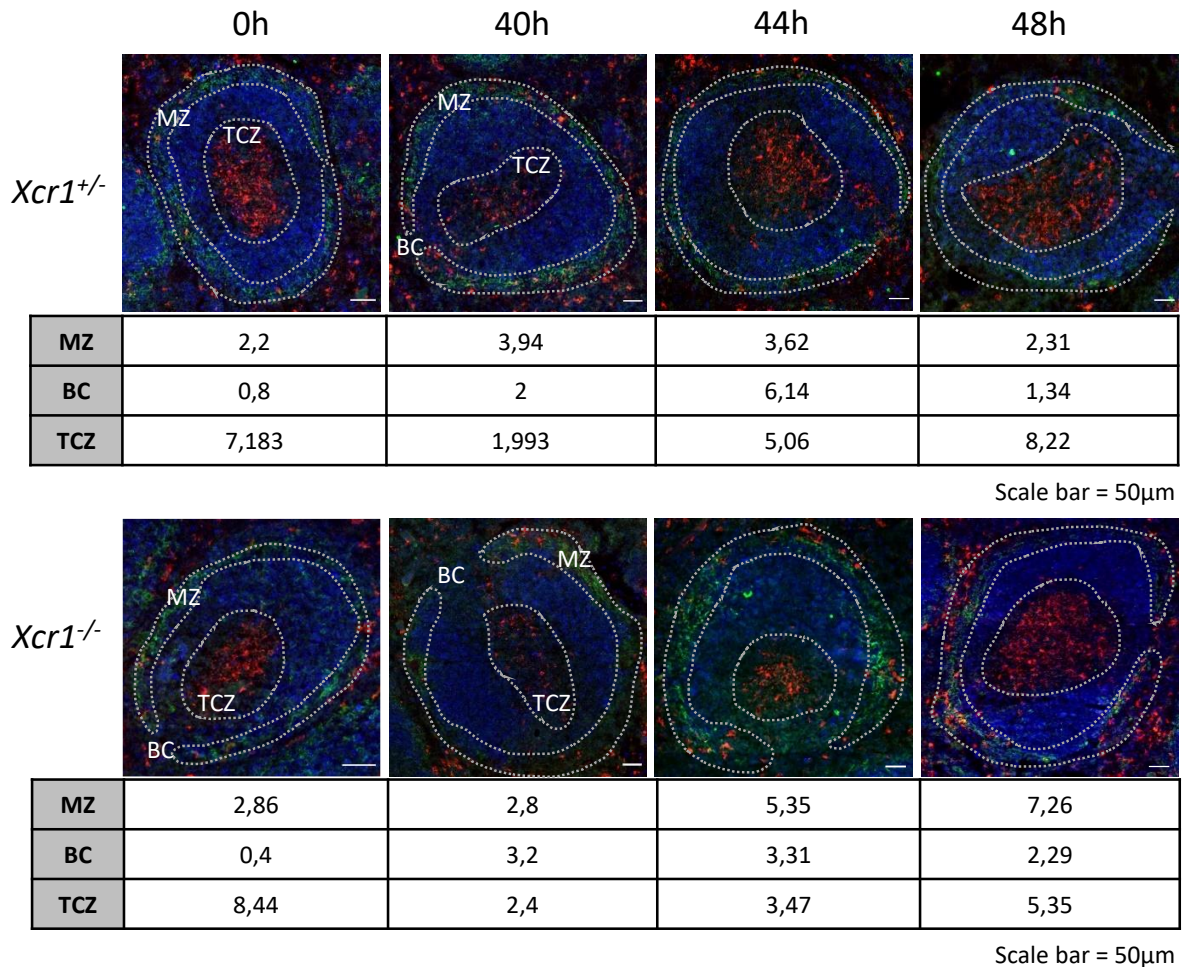 0h 40h 44h 48h
Xcr1+/-
MZ TCZ MZ TCZ BC
MZ 2,2 3,94 3,62 2,31
BC 0,8 2 6,14 1,34
TCZ 7,183 1,993 5,06 8,22
Scale bar = 50µm
Xcr1-/-
MZ TCZ BC BC MZ TCZ
MZ 2,86 2,8 5,35 7,26
BC 0,4 3,2 3,31 2,29
TCZ 8,44 2,4 3,47 5,35
Scale bar = 50µm